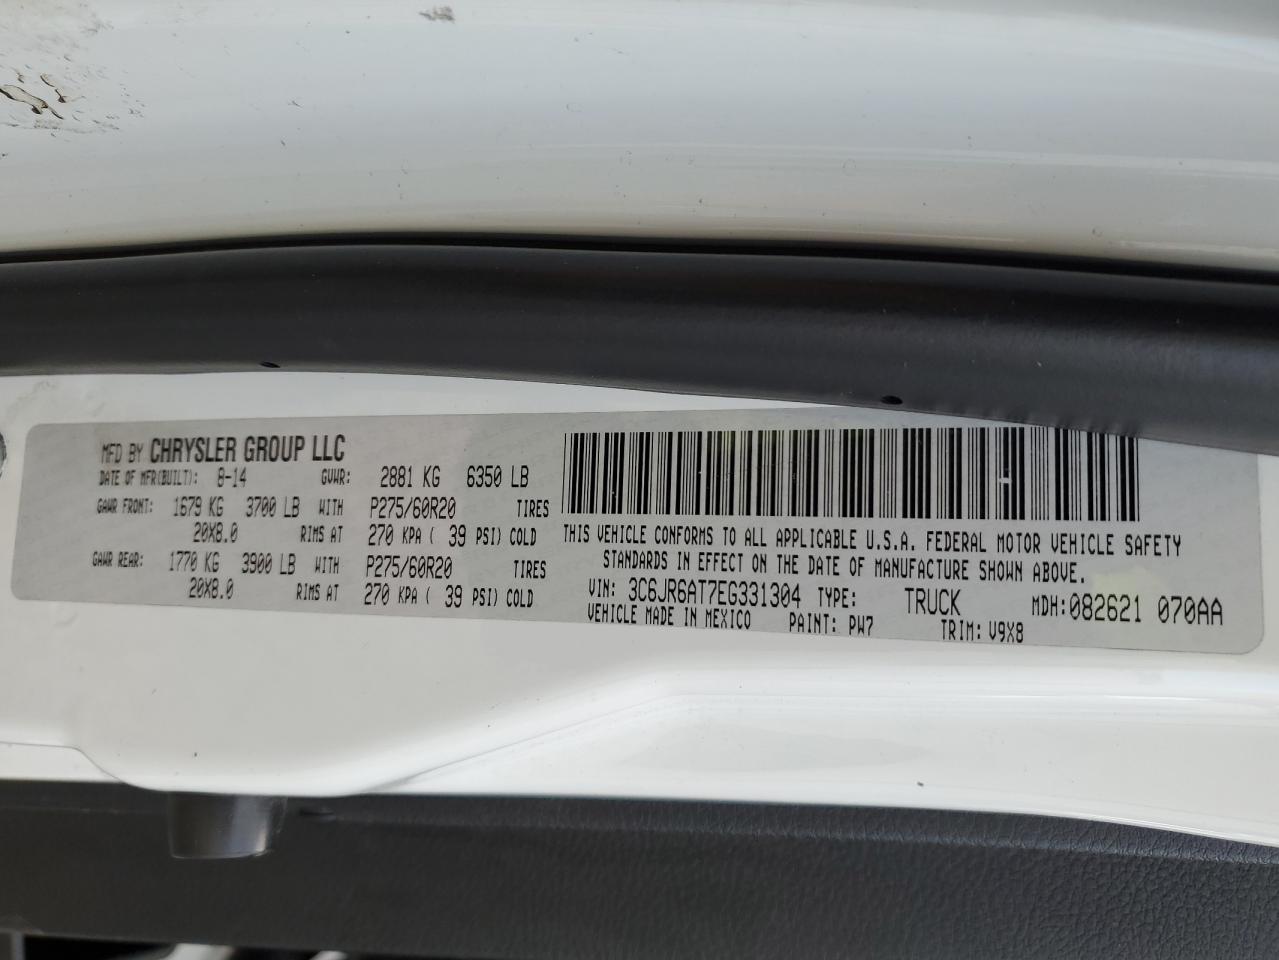 MFD BY CHRYSLER GROUP LLC
DATE OF MFR(BUILT): 8-14 GVWR: 2881 KG 6350 LB
GAWR FRONT: 1679 KG 3700 LB WITH P275/60R20 TIRES
20X8.0 RIMS AT 270 KPA ( 39 PSI) COLD
GAWR REAR: 1770 KG 3900 LB WITH P275/60R20 TIRES
20X8.0 RIMS AT 270 KPA ( 39 PSI) COLD
THIS VEHICLE CONFORMS TO ALL APPLICABLE U.S.A. FEDERAL MOTOR VEHICLE SAFETY
STANDARDS IN EFFECT ON THE DATE OF MANUFACTURE SHOWN ABOVE.
VIN: 3C6JR6AT7EG331304 TYPE: TRUCK MDH:082621 070AA
VEHICLE MADE IN MEXICO PAINT: PW7 TRIM: V9X8